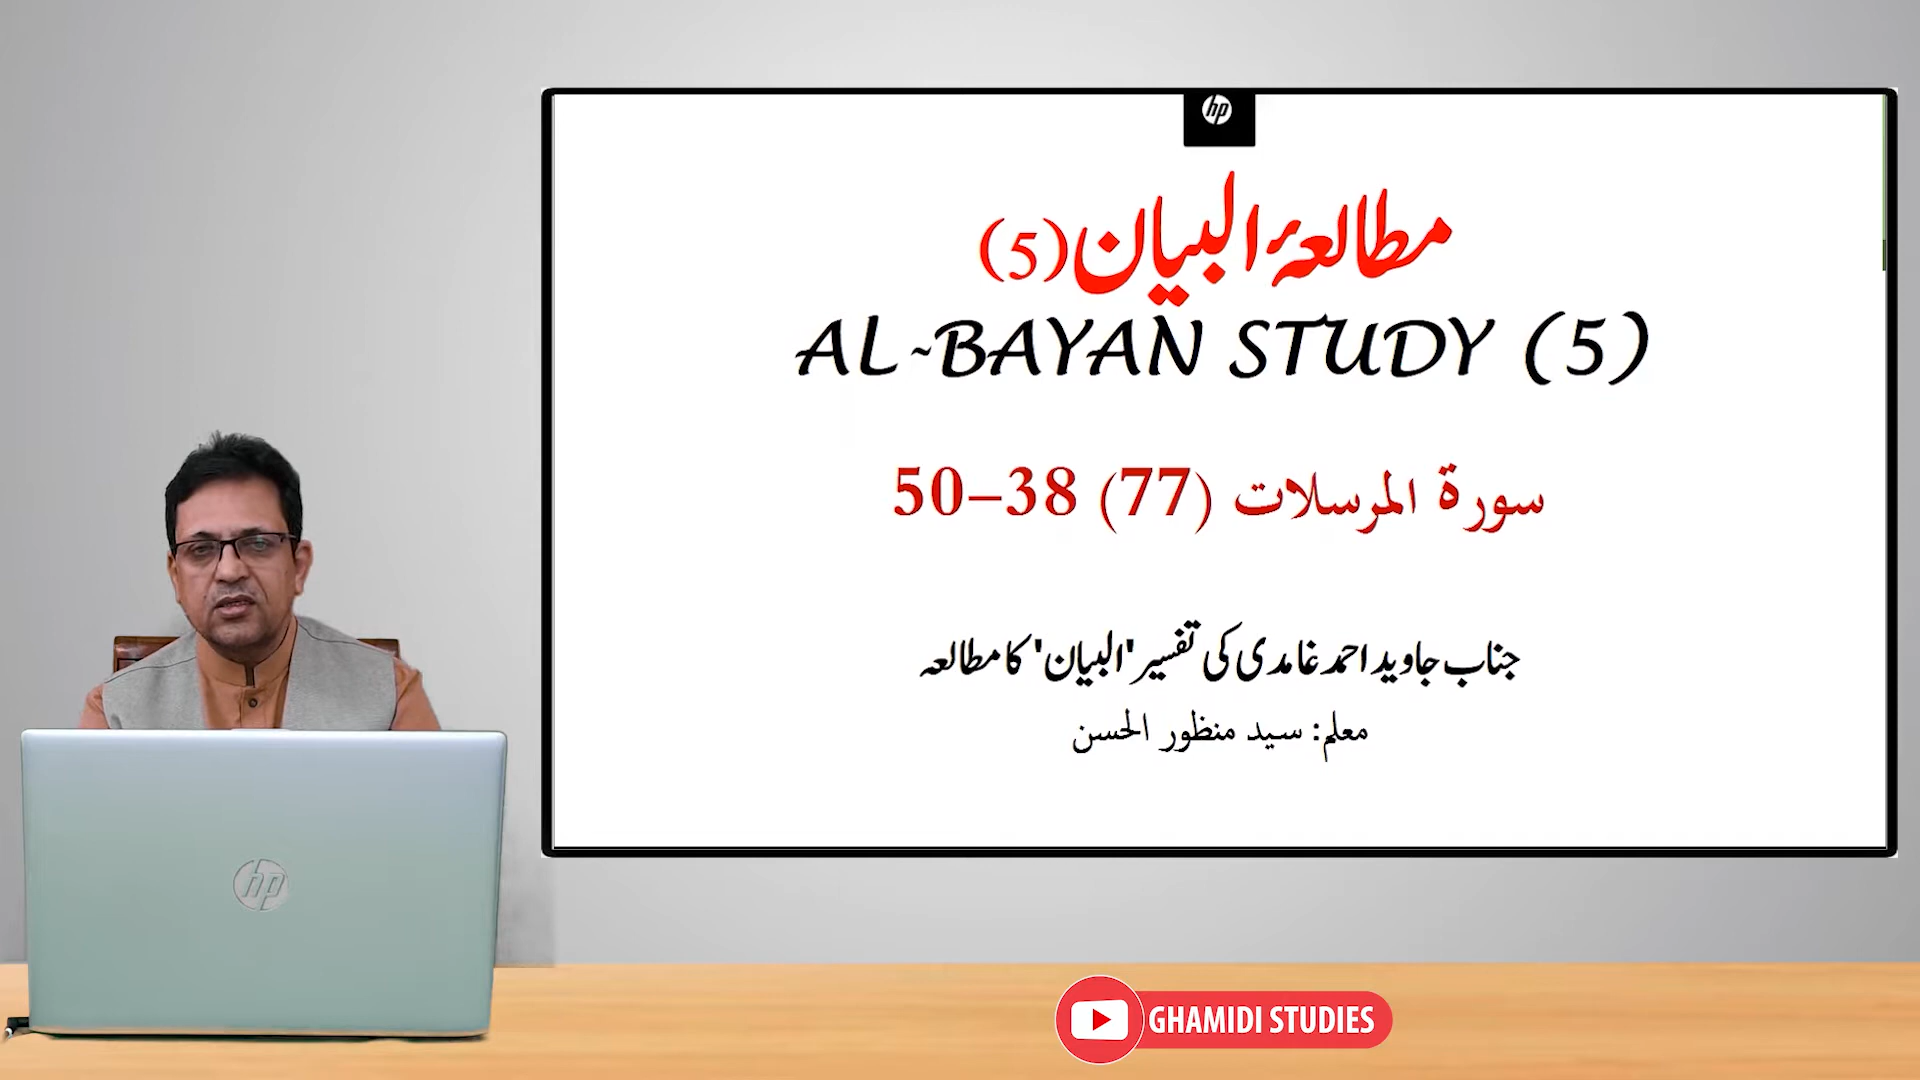 hp
مطالعۂ البیان (5)
AL-BAYAN STUDY (5)
سورۃ المرسلات (77) 38–50
جناب جاوید احمد غامدی کی تفسیر 'البیان' کا مطالعہ
معلم: سید منظور الحسن
hp
GHAMIDI STUDIES